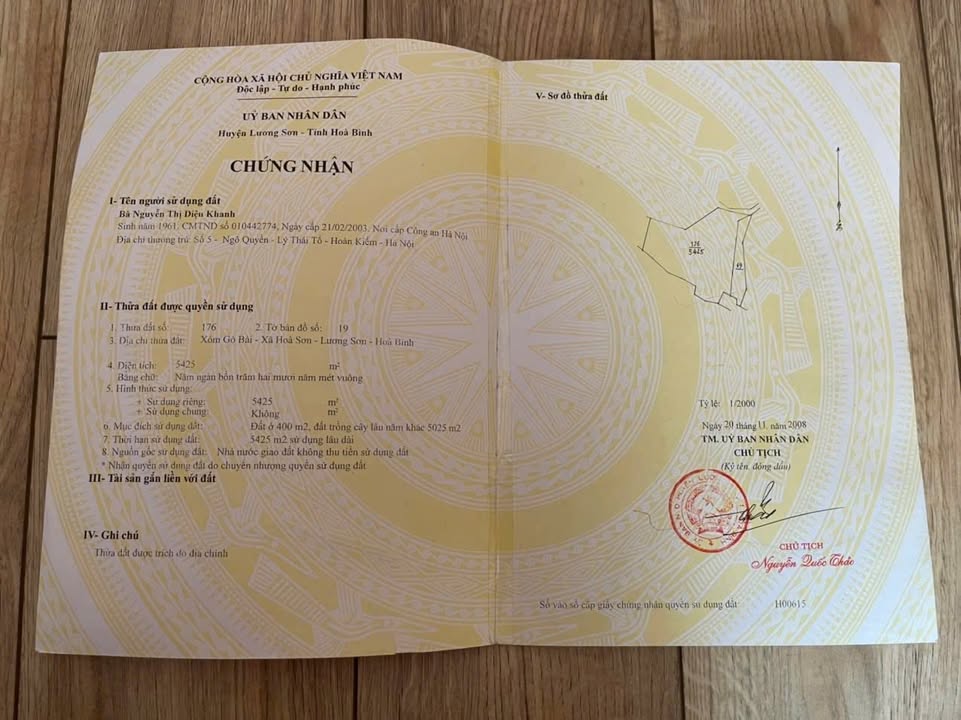 CỘNG HÒA XÃ HỘI CHỦ NGHĨA VIỆT NAM
Độc lập - Tự do - Hạnh phúc
UỶ BAN NHÂN DÂN
Huyện Lương Sơn - Tỉnh Hoà Bình
CHỨNG NHẬN
I- Tên người sử dụng đất
Bà Nguyễn Thị Diệu Khanh
Sinh năm 1961, CMTND số 010442774, Ngày cấp 21/02/2003. Nơi cấp Công an Hà Nội
Địa chỉ thường trú: Số 5 - Ngô Quyền - Lý Thái Tổ - Hoàn Kiếm - Hà Nội
II- Thửa đất được quyền sử dụng
1. Thửa đất số: 176 2. Tờ bản đồ số: 19
3. Địa chỉ thửa đất: Xóm Gò Bài - Xã Hoà Sơn - Lương Sơn - Hoà Bình
4. Diện tích: 5425 m²
Bằng chữ: Năm ngàn bốn trăm hai mươi năm mét vuông
5. Hình thức sử dụng:
+ Sử dụng riêng: 5425 m²
+ Sử dụng chung: Không m²
6. Mục đích sử dụng đất: Đất ở 400 m2, đất trồng cây lâu năm khác 5025 m2
7. Thời hạn sử dụng đất: 5425 m2 sử dụng lâu dài
8. Nguồn gốc sử dụng đất: Nhà nước giao đất không thu tiền sử dụng đất
* Nhận quyền sử dụng đất do chuyển nhượng quyền sử dụng đất
III- Tài sản gắn liền với đất
IV- Ghi chú
Thửa đất được trích đo địa chính
V- Sơ đồ thửa đất
176
5425
49
Tỷ lệ: 1/2000
Ngày 20 tháng 11 năm 2008
TM. UỶ BAN NHÂN DÂN
CHỦ TỊCH
(Ký tên, đóng dấu)
CHỦ TỊCH
Nguyễn Quốc Thảo
Số vào sổ cấp giấy chứng nhận quyền sử dụng đất: H00615